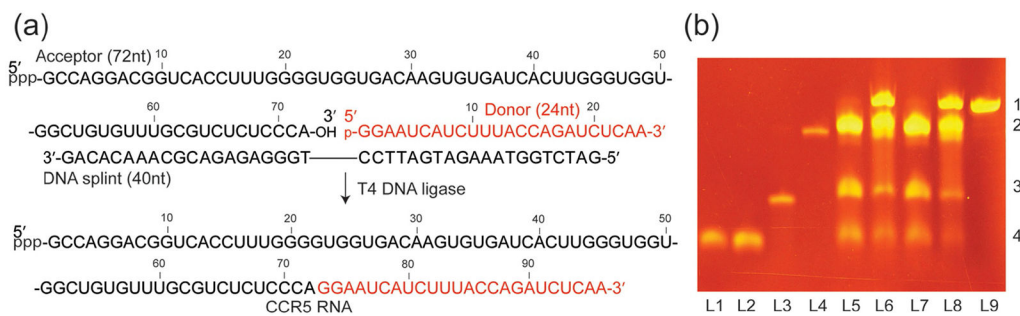 (a)
Acceptor (72nt) 10 20 30 40 50
5'
ppp-GCCAGGACGGUCACCUUUGGGGUGGUGACAAGUGUGAUCACUUGGGUGGU-
60 70 3' 5' Donor (24nt) 10 20
-GGCUGUGUUUGCGUCUCUCCCA-OH p-GGAAUCAUCUUUACCAGAUCUCAA-3'
3'-GACACAAACGCAGAGAGGGT——CCTTAGTAGAAATGGTCTAG-5'
DNA splint (40nt)
T4 DNA ligase
10 20 30 40 50
5'
ppp-GCCAGGACGGUCACCUUUGGGGUGGUGACAAGUGUGAUCACUUGGGUGGU-
60 70 80 90
-GGCUGUGUUUGCGUCUCUCCCAGGAAUCAUCUUUACCAGAUCUCAA-3'
CCR5 RNA
(b)
1
2
3
4
L1 L2 L3 L4 L5 L6 L7 L8 L9